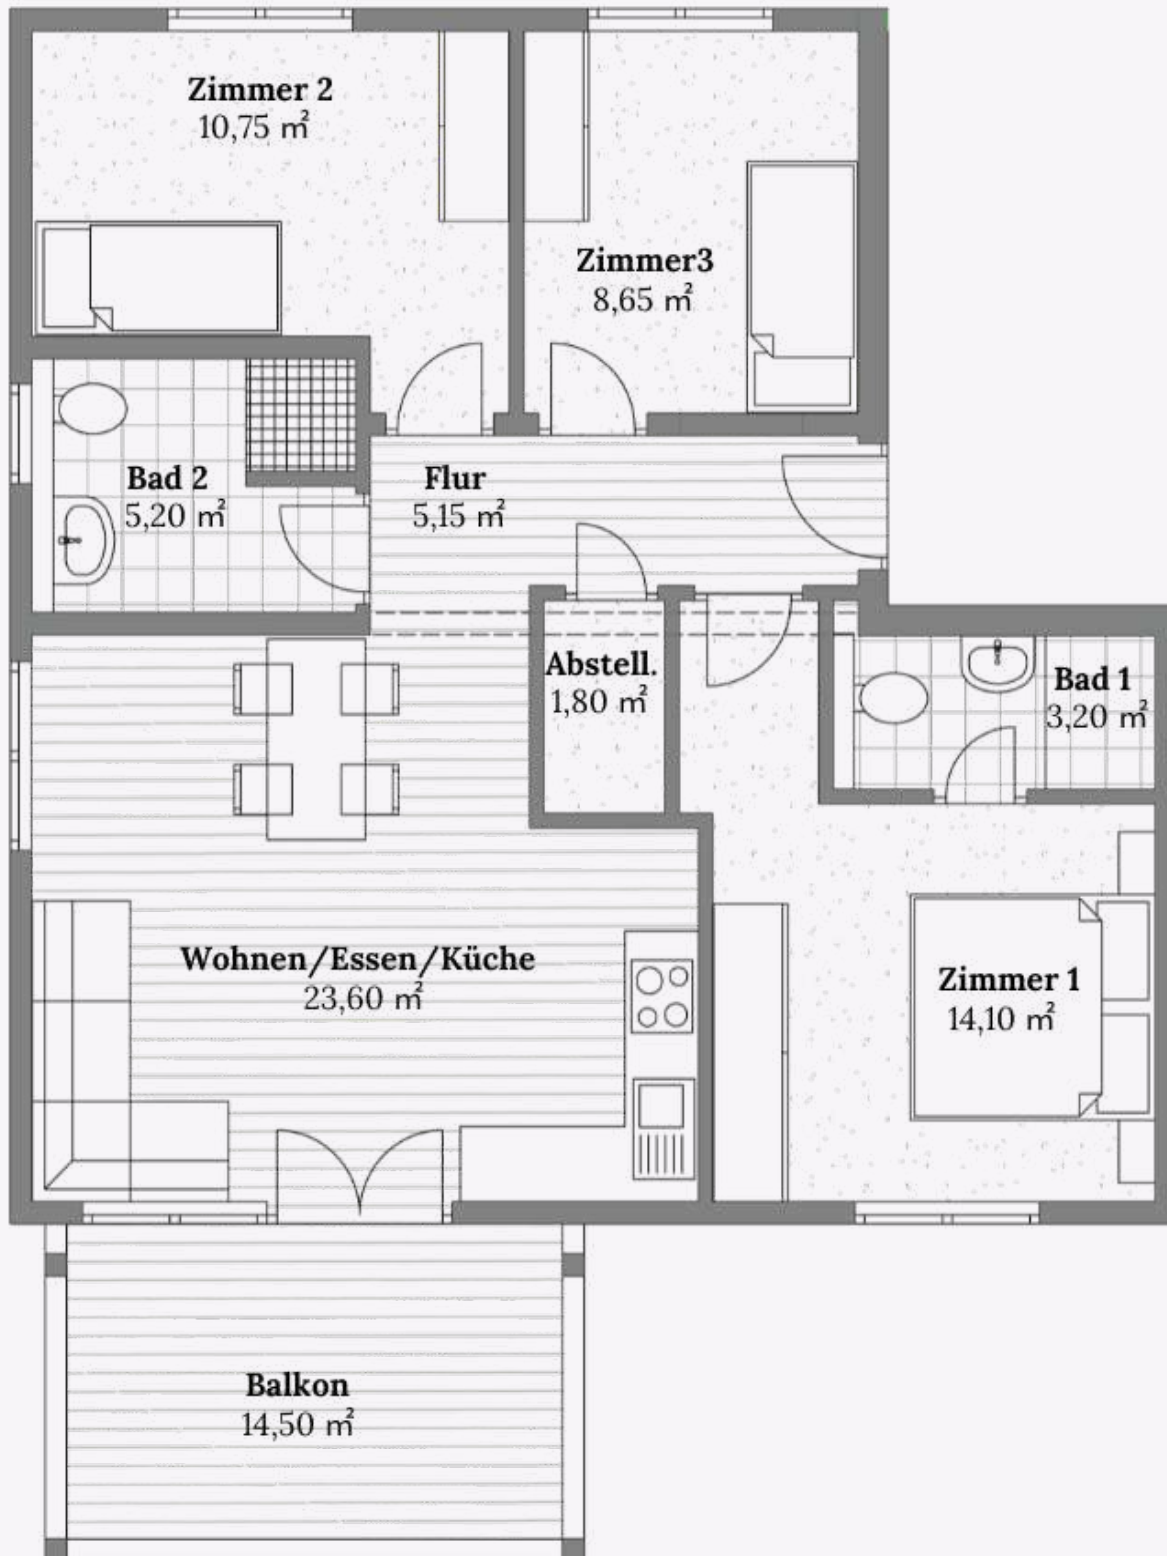 Zimmer 2
10,75 m²
Zimmer3
8,65 m²
Bad 2
5,20 m²
Flur
5,15 m²
Abstell.
1,80 m²
Bad 1
3,20 m²
Wohnen/Essen/Küche
23,60 m²
Zimmer 1
14,10 m²
Balkon
14,50 m²